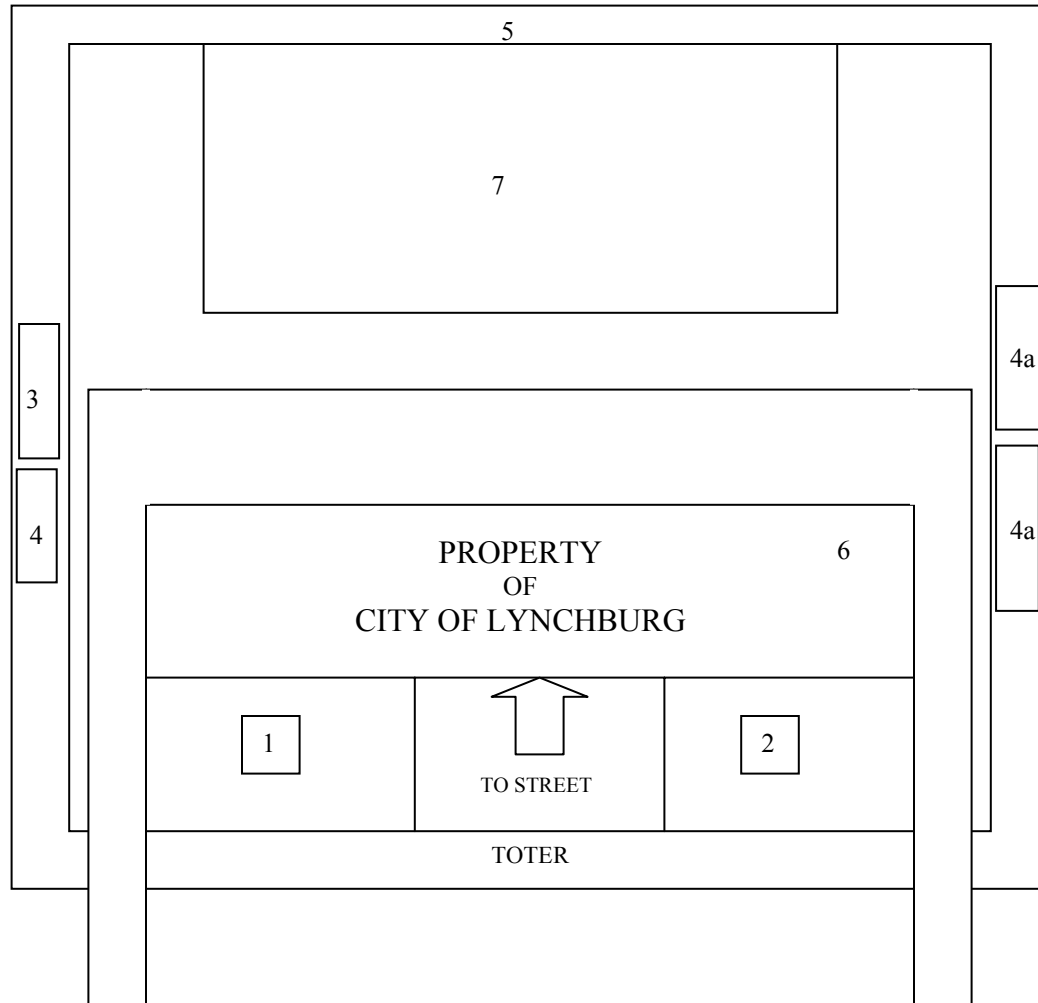 5
7
4a
3
4
4a
6
PROPERTY
OF
CITY OF LYNCHBURG
1
2
TO STREET
TOTER